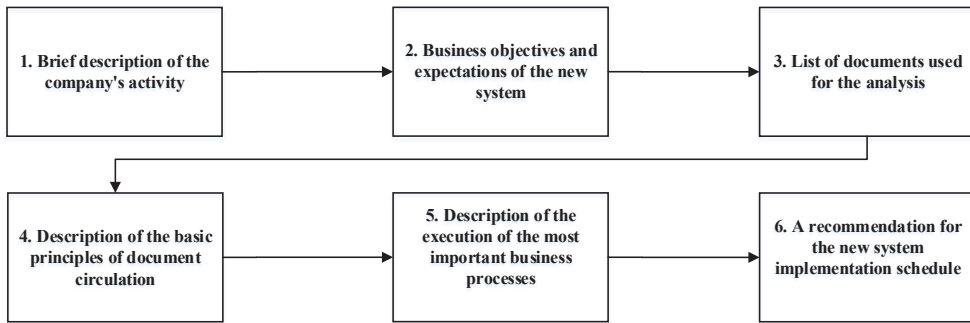 1. Brief description of the
company's activity
2. Business objectives and
expectations of the new
system
3. List of documents used
for the analysis
4. Description of the basic
principles of document
circulation
5. Description of the
execution of the most
important business
processes
6. A recommendation for
the new system
implementation schedule